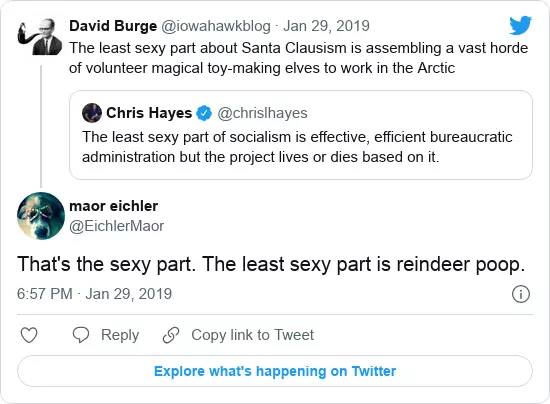 David Burge @iowahawkblog · Jan 29, 2019
The least sexy part about Santa Clausism is assembling a vast horde
of volunteer magical toy-making elves to work in the Arctic
Chris Hayes @chrislhayes
The least sexy part of socialism is effective, efficient bureaucratic
administration but the project lives or dies based on it.
maor eichler
@EichlerMaor
That's the sexy part. The least sexy part is reindeer poop.
6:57 PM · Jan 29, 2019
Reply
Copy link to Tweet
Explore what's happening on Twitter